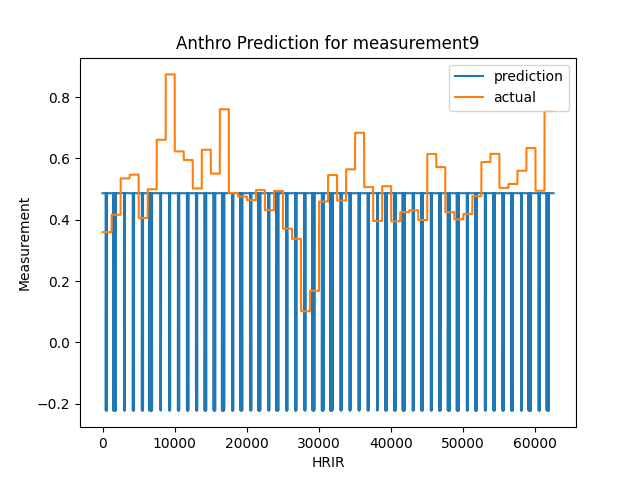 Anthro Prediction for measurement9
prediction
actual
Measurement
0.8
0.6
0.4
0.2
0.0
−0.2
0
10000
20000
30000
40000
50000
60000
HRIR